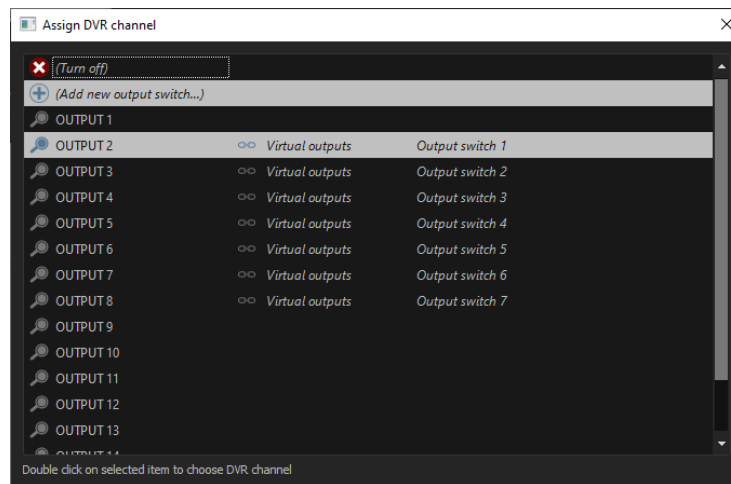 Assign DVR channel
(Turn off)
(Add new output switch...)
OUTPUT 1
OUTPUT 2 Virtual outputs Output switch 1
OUTPUT 3 Virtual outputs Output switch 2
OUTPUT 4 Virtual outputs Output switch 3
OUTPUT 5 Virtual outputs Output switch 4
OUTPUT 6 Virtual outputs Output switch 5
OUTPUT 7 Virtual outputs Output switch 6
OUTPUT 8 Virtual outputs Output switch 7
OUTPUT 9
OUTPUT 10
OUTPUT 11
OUTPUT 12
OUTPUT 13
OUTPUT 14
Double click on selected item to choose DVR channel